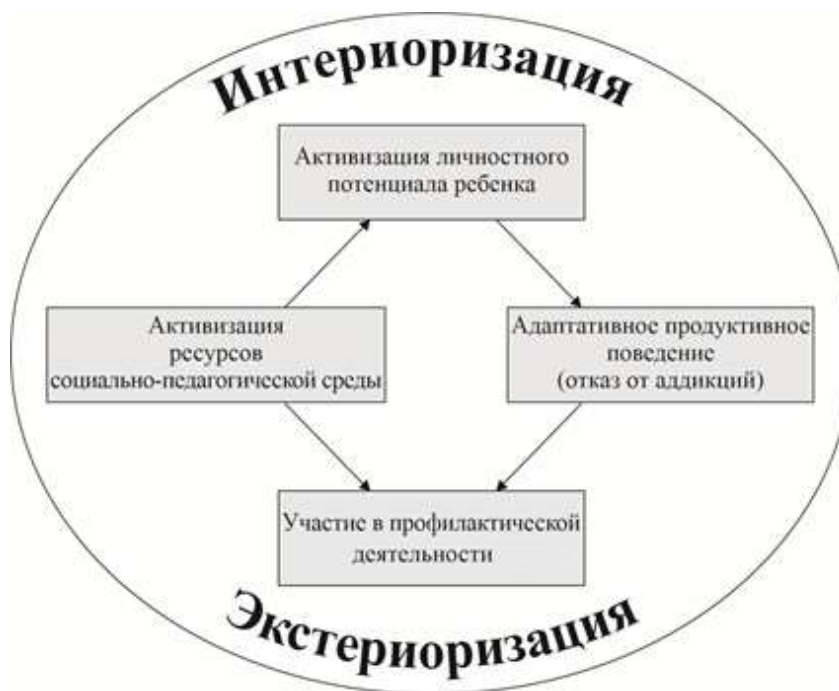 Интериоризация
Активизация личностного
потенциала ребенка
Активизация
ресурсов
социально-педагогической среды
Адаптативное продуктивное
поведение
(отказ от аддикций)
Участие в профилактической
деятельности
Экстериоризация